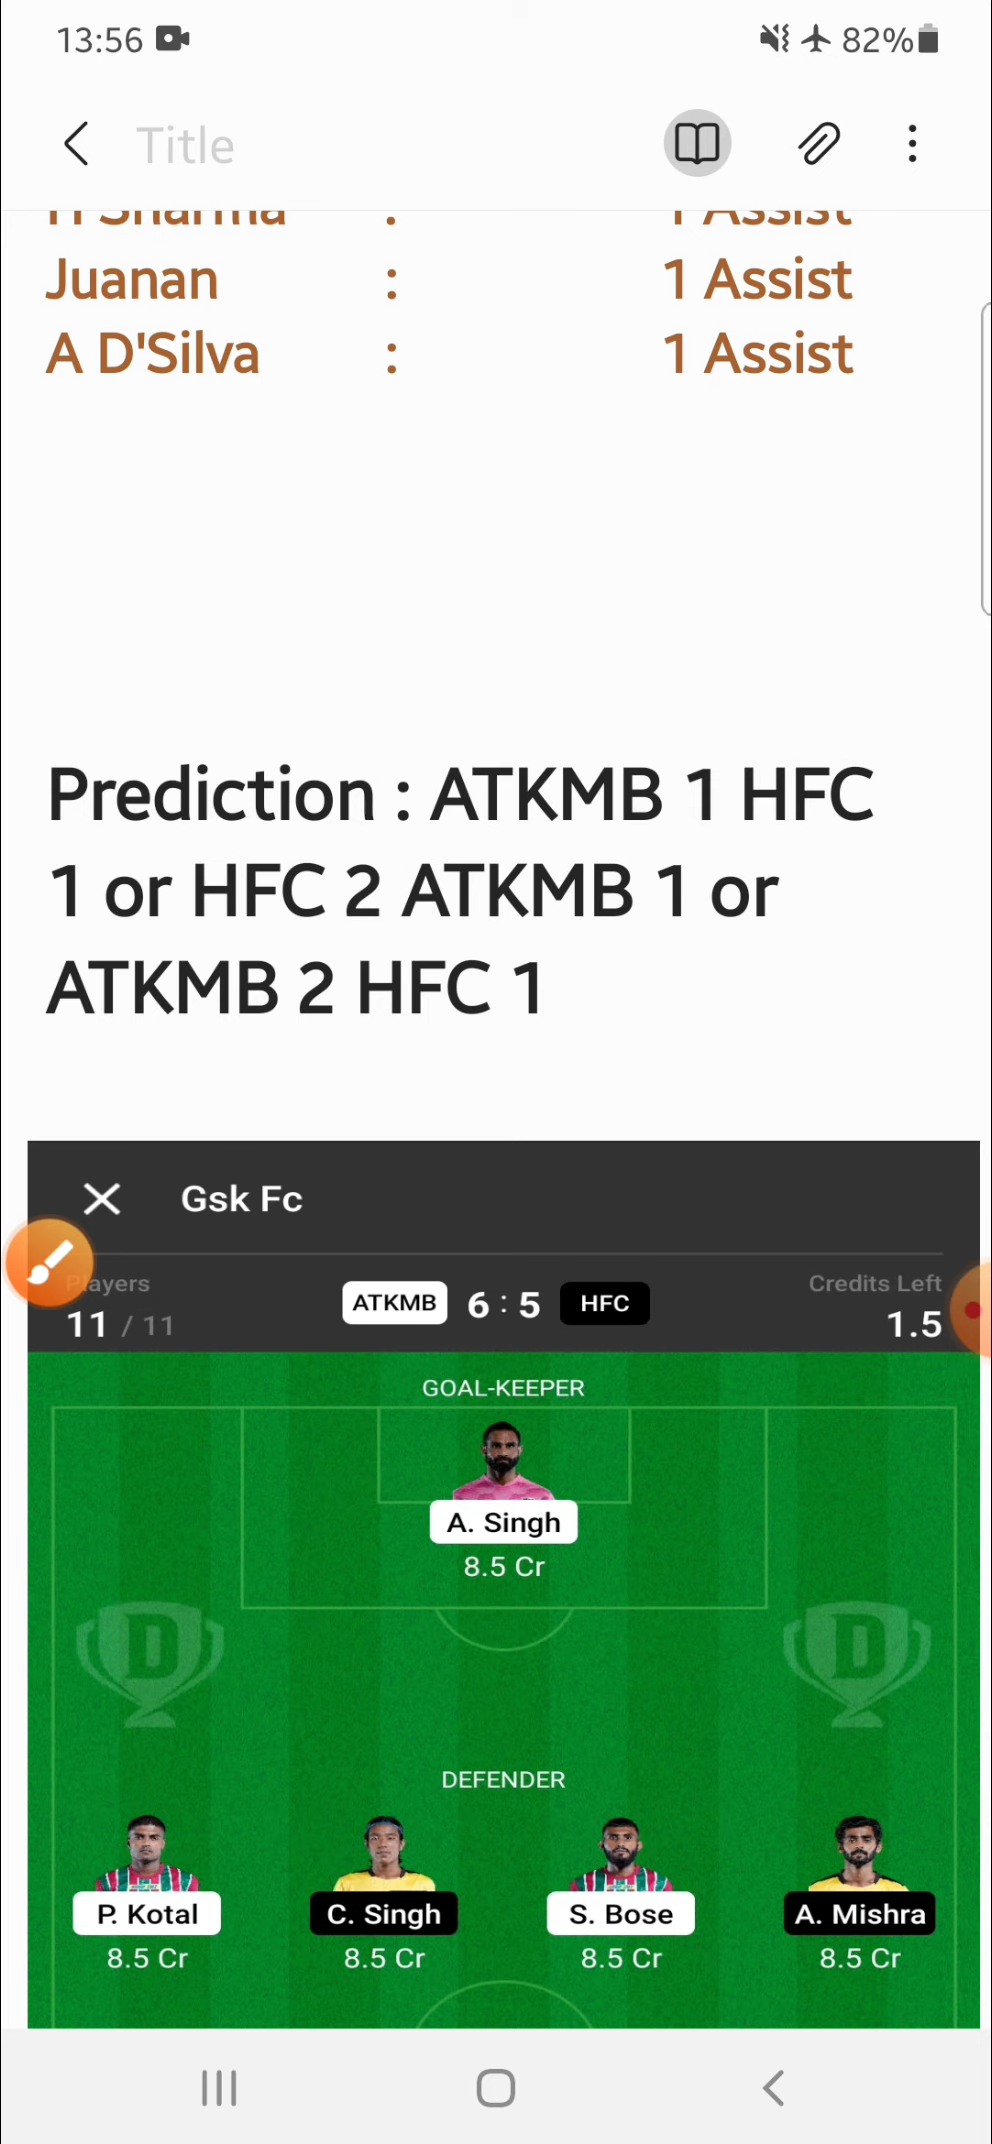 13:56
82%
Title
H Sharma : 1 Assist
Juanan : 1 Assist
A D'Silva : 1 Assist
Prediction : ATKMB 1 HFC
1 or HFC 2 ATKMB 1 or
ATKMB 2 HFC 1
Gsk Fc
Players
Credits Left
11 / 11
ATKMB 6 : 5 HFC
1.5
GOAL-KEEPER
A. Singh
8.5 Cr
D D
DEFENDER
P. Kotal C. Singh S. Bose A. Mishra
8.5 Cr 8.5 Cr 8.5 Cr 8.5 Cr